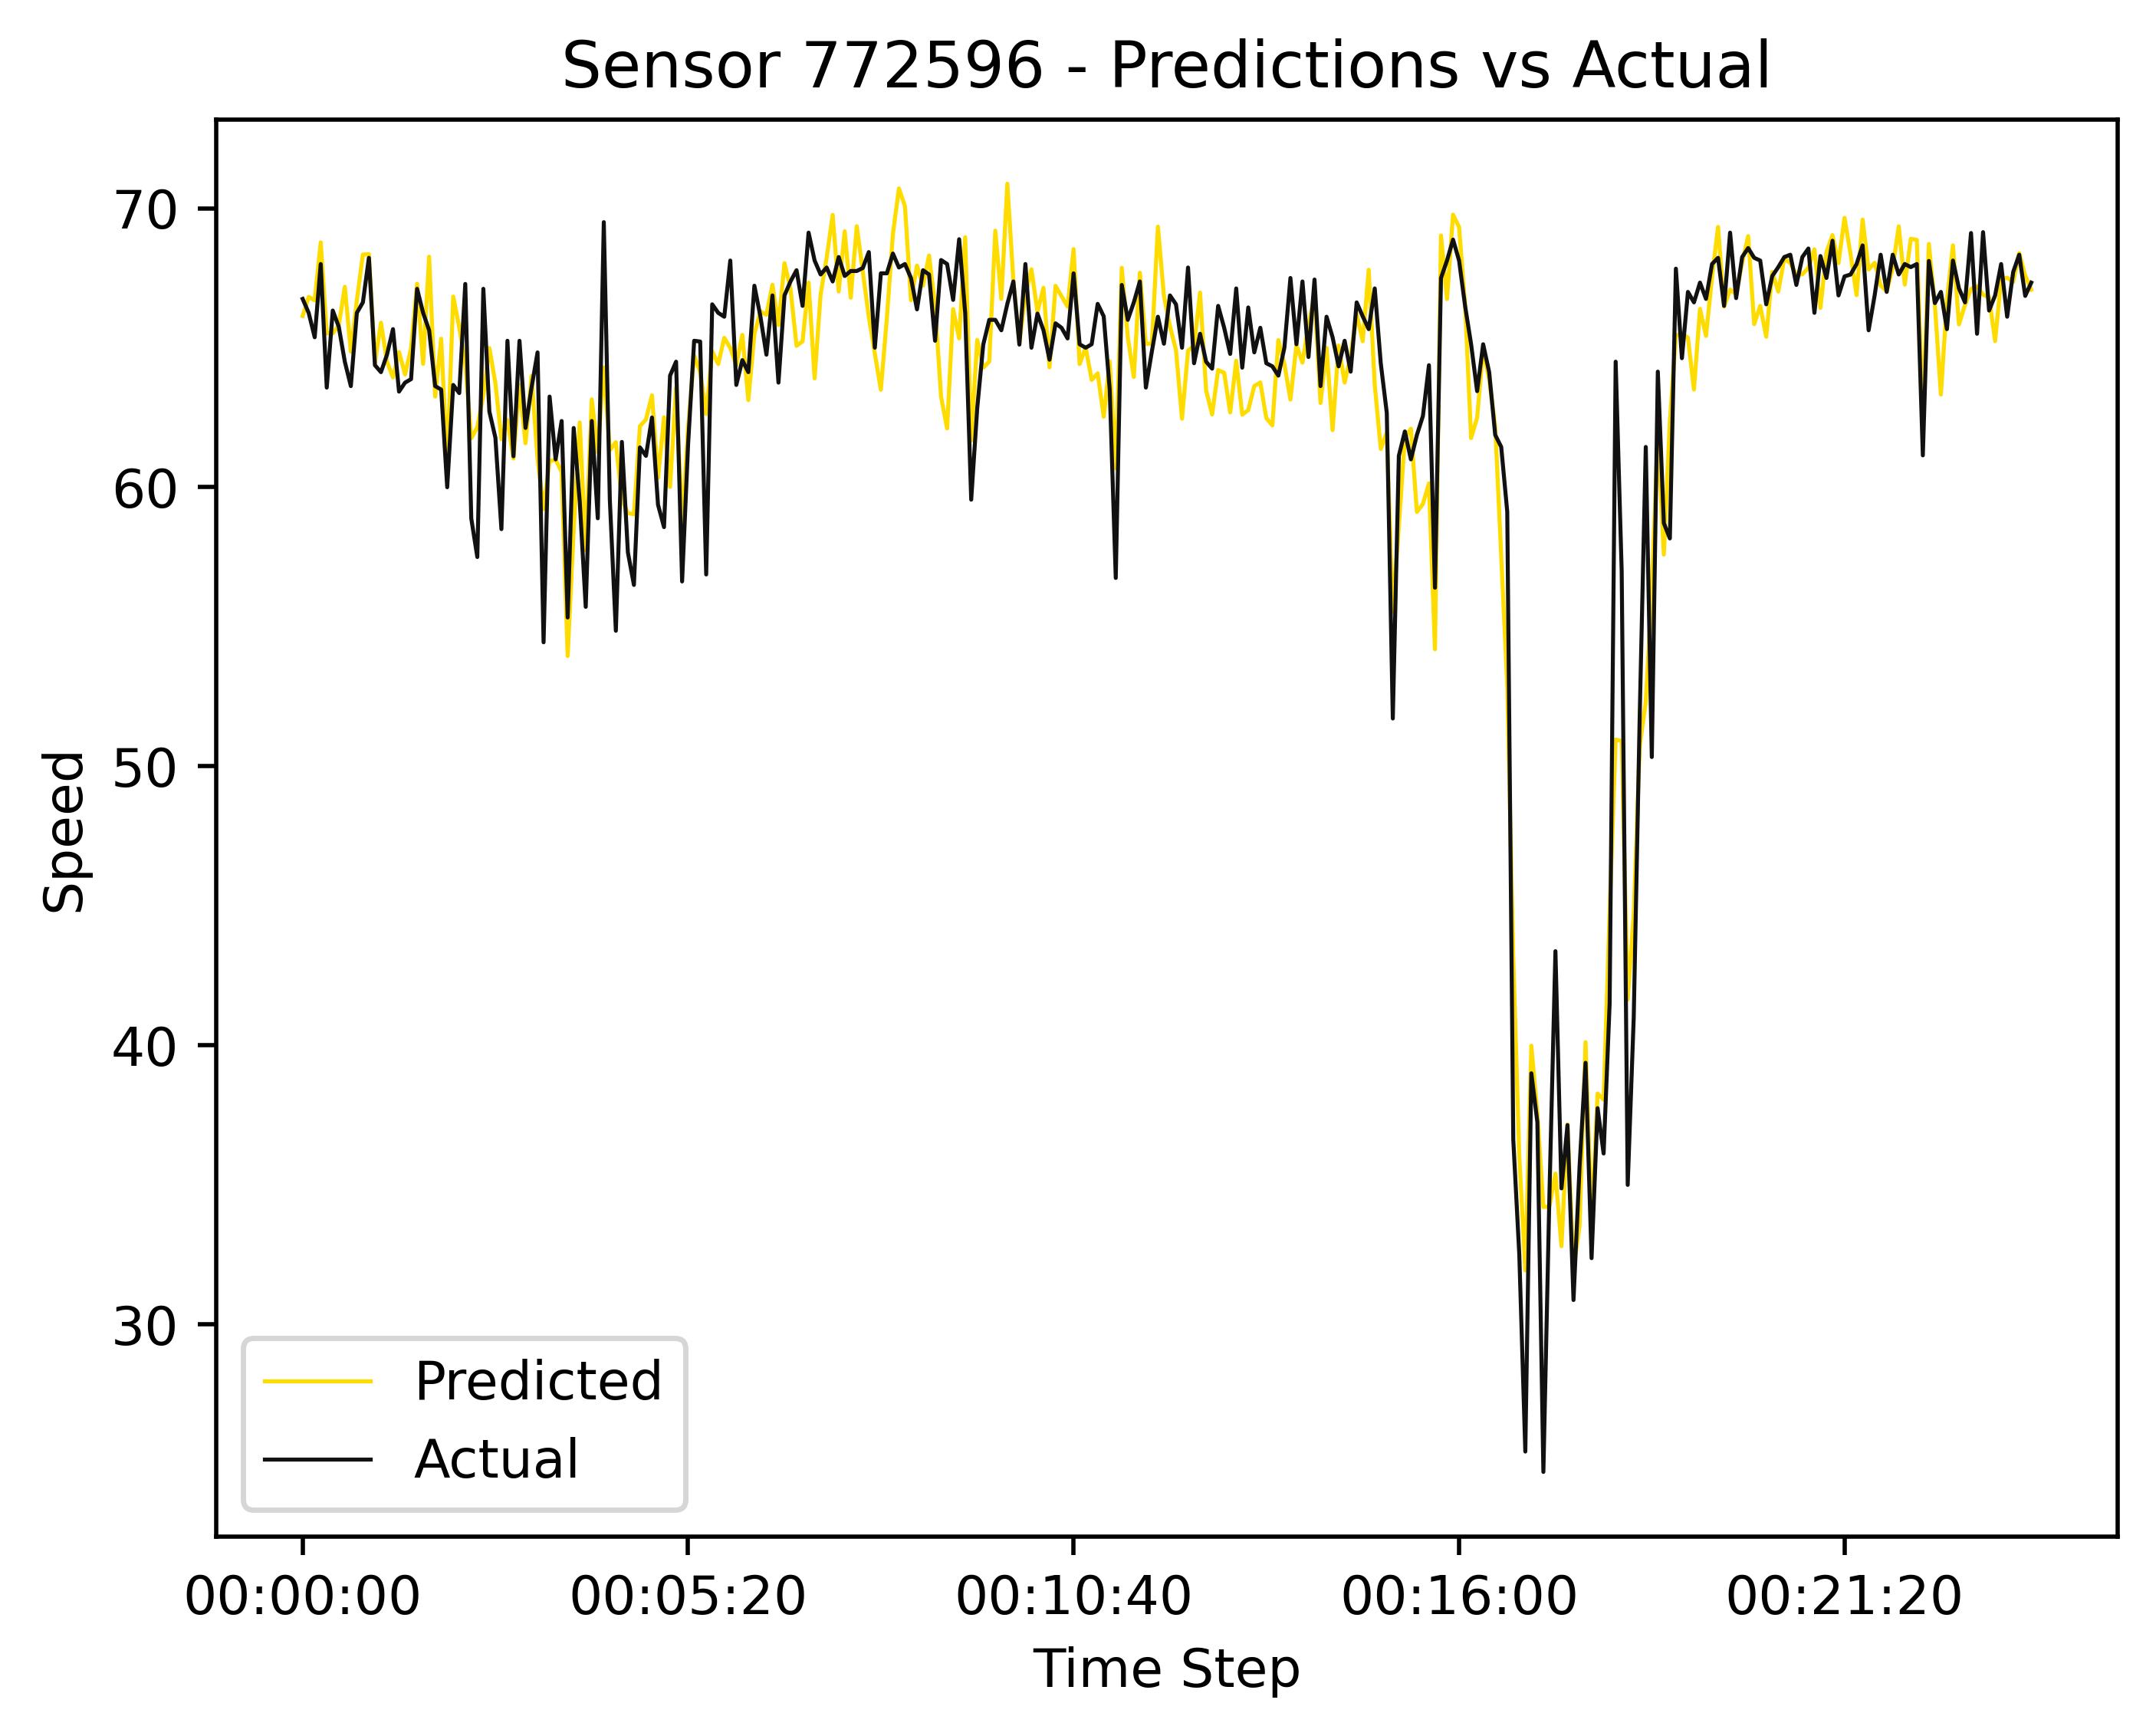 Sensor 772596 - Predictions vs Actual
70
60
50
40
30
Speed
Predicted
Actual
00:00:00 00:05:20 00:10:40 00:16:00 00:21:20
Time Step